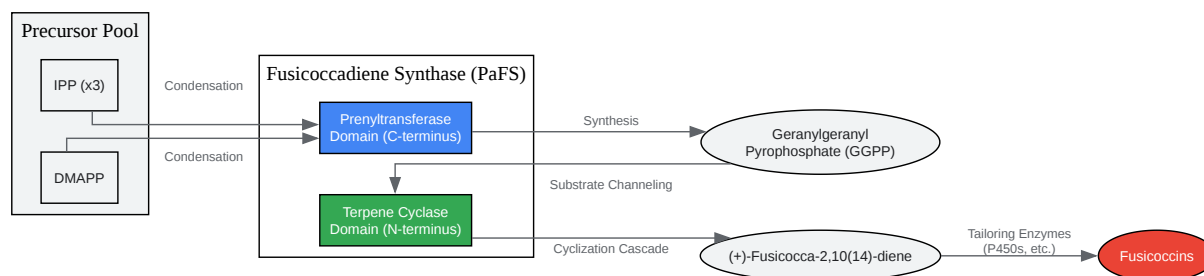 Precursor Pool
IPP (x3)
DMAPP
Condensation
Condensation
Fusicoccadiene Synthase (PaFS)
Prenyltransferase
Domain (C-terminus)
Terpene Cyclase
Domain (N-terminus)
Synthesis
Substrate Channeling
Cyclization Cascade
Geranylgeranyl
Pyrophosphate (GGPP)
(+)-Fusicocca-2,10(14)-diene
Tailoring Enzymes
(P450s, etc.)
Fusicoccins